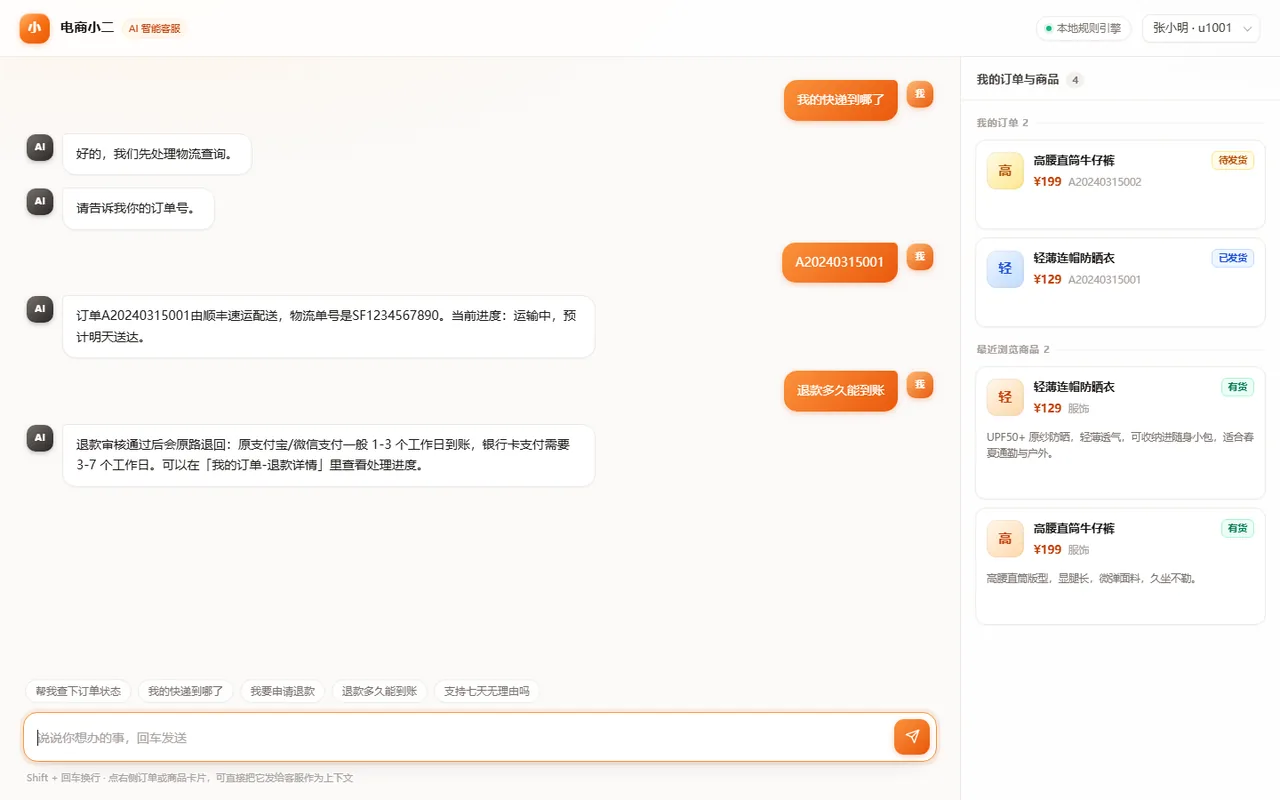 小 电商小二 AI 智能客服
本地规则引擎
张小明 · u1001
我的快递到哪了
我
AI
好的，我们先处理物流查询。
AI
请告诉我你的订单号。
A20240315001
我
AI
订单A20240315001由顺丰速运配送，物流单号是SF1234567890。当前进度：运输中，预
计明天送达。
退款多久能到账
我
AI
退款审核通过后会原路退回：原支付宝/微信支付一般 1-3 个工作日到账，银行卡支付需要
3-7 个工作日。可以在「我的订单-退款详情」里查看处理进度。
帮我查下订单状态
我的快递到哪了
我要申请退款
退款多久能到账
支持七天无理由吗
说说你想办的事，回车发送
Shift + 回车换行 · 点右侧订单或商品卡片，可直接把它发给客服作为上下文
我的订单与商品 4
我的订单 2
高
高腰直筒牛仔裤
待发货
¥199 A20240315002
轻
轻薄连帽防晒衣
已发货
¥129 A20240315001
最近浏览商品 2
轻
轻薄连帽防晒衣
有货
¥129 服饰
UPF50+ 原纱防晒，轻薄透气，可收纳进随身小包，适合春
夏通勤与户外。
高
高腰直筒牛仔裤
有货
¥199 服饰
高腰直筒版型，显腿长，微弹面料，久坐不勒。